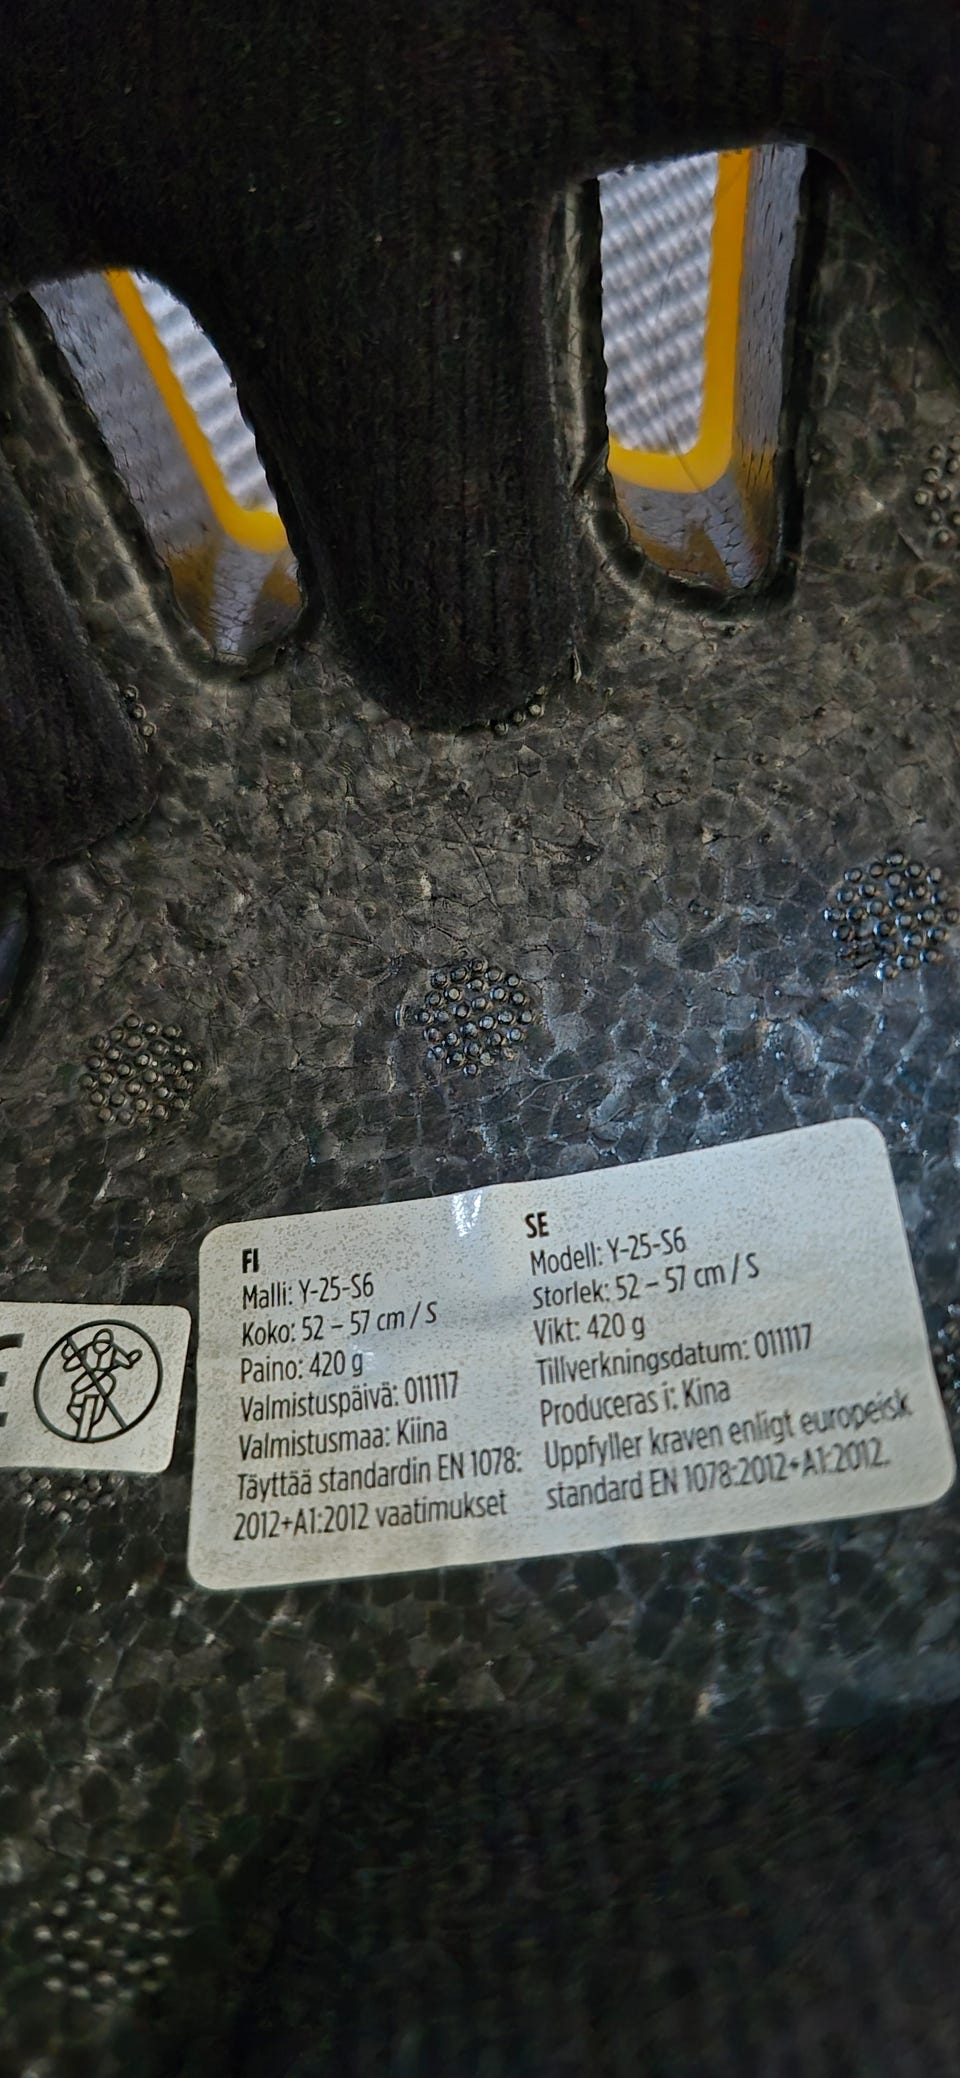 E
FI
Malli: Y-25-S6
Koko: 52 – 57 cm / S
Paino: 420 g
Valmistuspäivä: 011117
Valmistusmaa: Kiina
Täyttää standardin EN 1078:
2012+A1:2012 vaatimukset
SE
Modell: Y-25-S6
Storlek: 52 – 57 cm / S
Vikt: 420 g
Tillverkningsdatum: 011117
Produceras i: Kina
Uppfyller kraven enligt europeisk
standard EN 1078:2012+A1:2012.